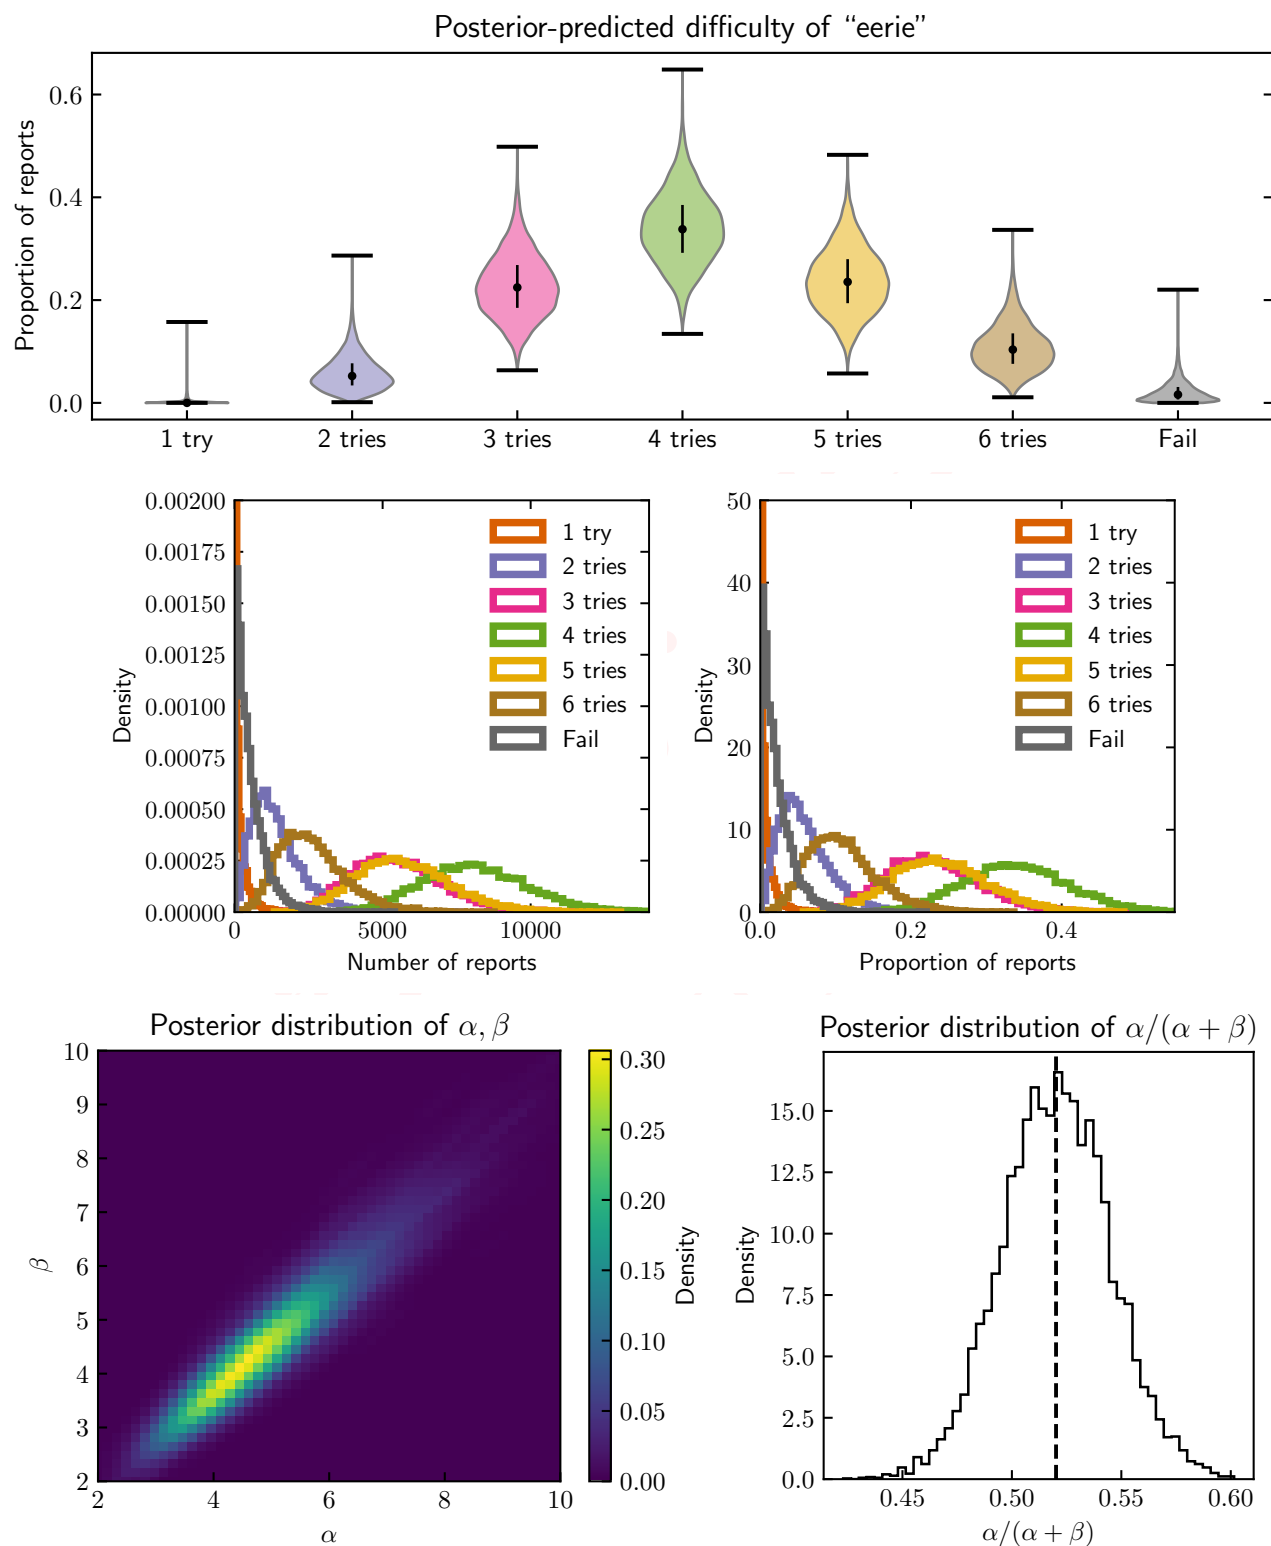 Posterior-predicted difficulty of “eerie”
Proportion of reports
0.6
0.4
0.2
0.0
1 try 2 tries 3 tries 4 tries 5 tries 6 tries Fail
Density
0.00200
0.00175
0.00150
0.00125
0.00100
0.00075
0.00050
0.00025
0.00000
1 try
2 tries
3 tries
4 tries
5 tries
6 tries
Fail
0 5000 10000
Number of reports
Density
50
40
30
20
10
0
1 try
2 tries
3 tries
4 tries
5 tries
6 tries
Fail
0.0 0.2 0.4
Proportion of reports
Posterior distribution of α, β
β
10
9
8
7
6
5
4
3
2
2 4 6 8 10
α
0.30
0.25
0.20
0.15
0.10
0.05
0.00
Density
Posterior distribution of α/(α + β)
Density
15.0
12.5
10.0
7.5
5.0
2.5
0.0
0.45 0.50 0.55 0.60
α/(α + β)